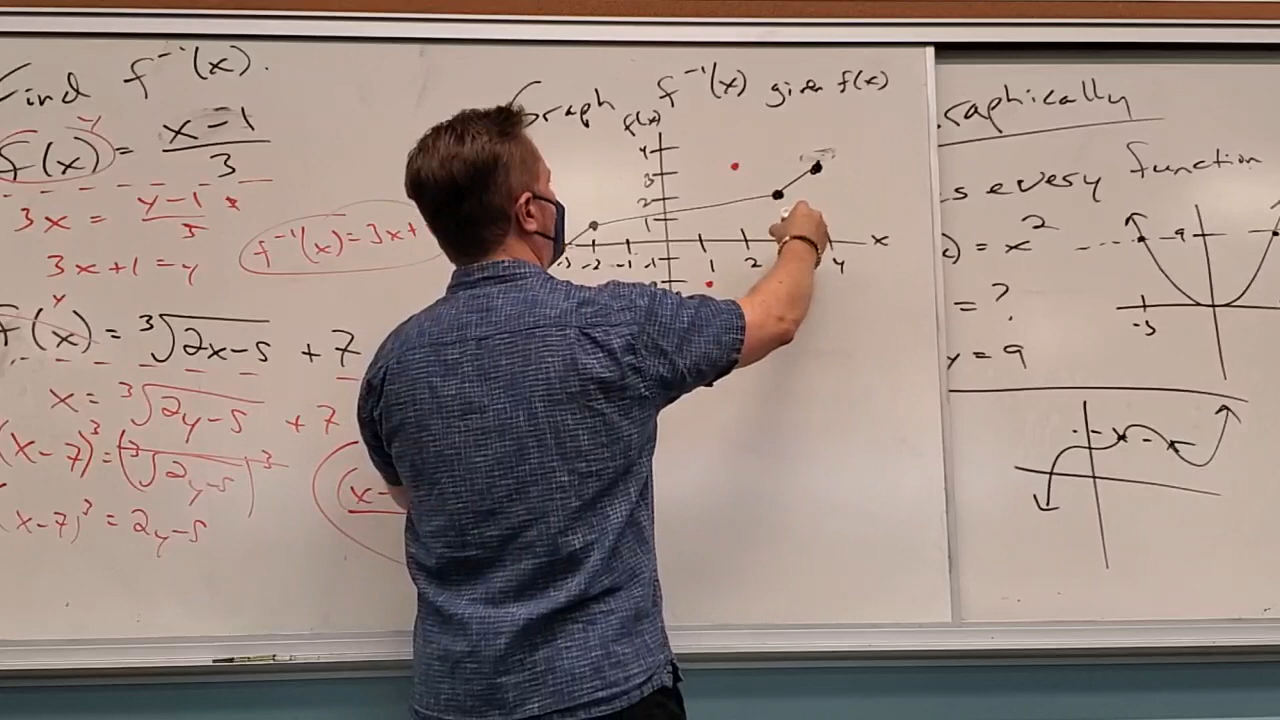 Find f⁻¹(x).
f(x) = x-1 / 3
y
3x = y-1 / 3
3x+1=y
f⁻¹(x)=3x+
y
f(x) = ³√2x-5 + 7
x = ³√2y-5 + 7
(x-7)³ = (³√2y-5)³
(x-7)³ = 2y-5
(x-
Graph f⁻¹(x) given f(x)
f(x)
4
3
2
1
-3 -2 -1 -1 1 2 4 x
raphically
s every function
) = x²
= ?
y = 9
9
-3